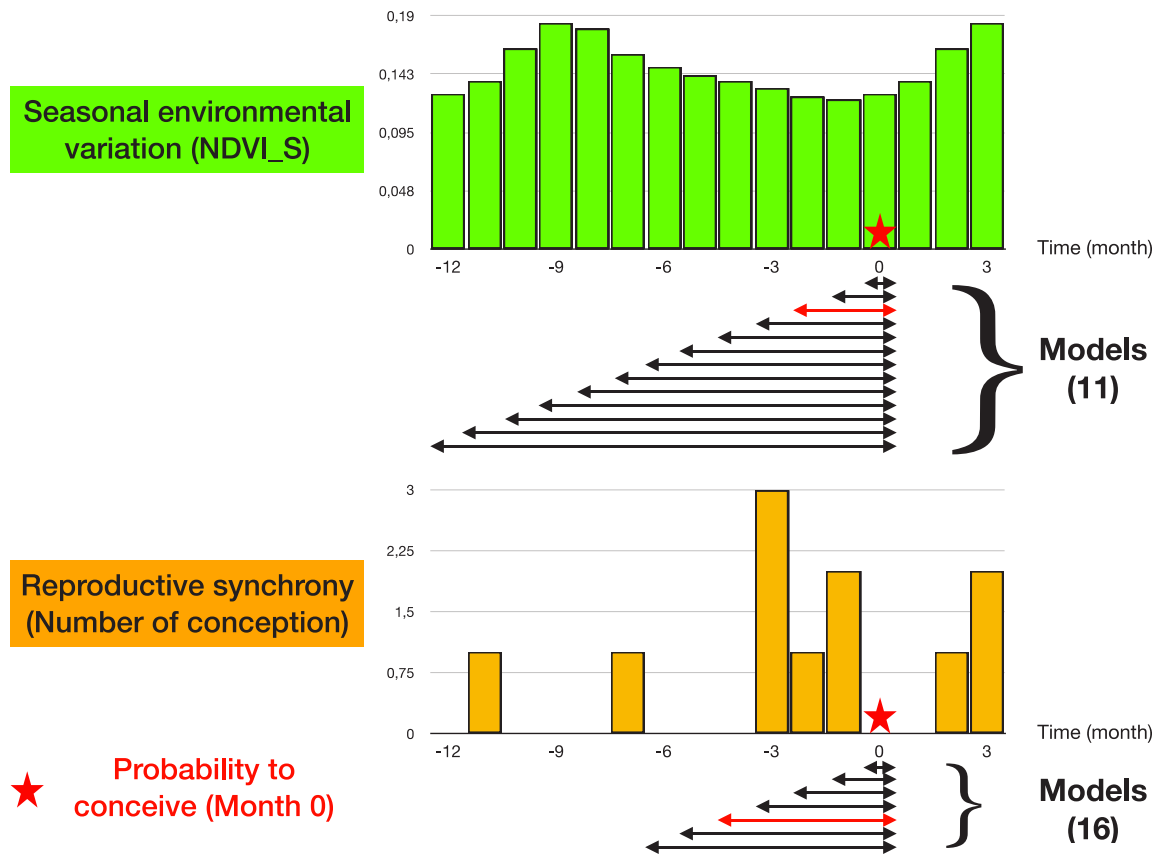 0,19
0,143
Seasonal environmental
variation (NDVI_S)
0,095
0,048
0
Time (month)
-12 -9 -6 -3 0 3
Models
(11)
3
2,25
Reproductive synchrony
(Number of conception)
1,5
0,75
0
Time (month)
-12 -9 -6 -3 0 3
Probability to
conceive (Month 0)
Models
(16)